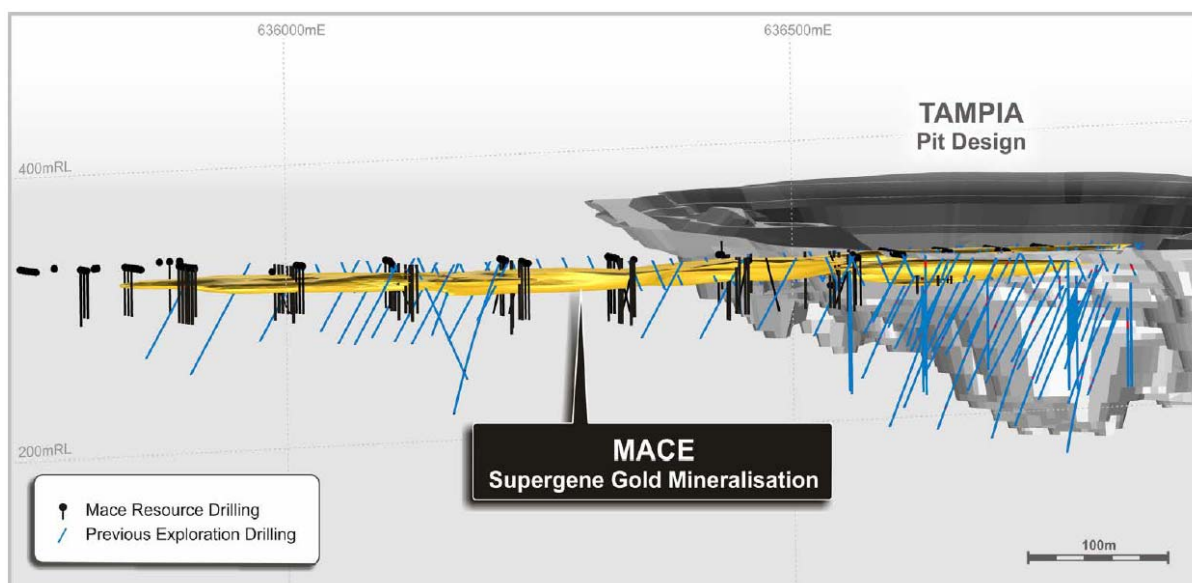 636000mE
636500mE
TAMPIA
Pit Design
400mRL
200mRL
MACE
Supergene Gold Mineralisation
Mace Resource Drilling
Previous Exploration Drilling
100m